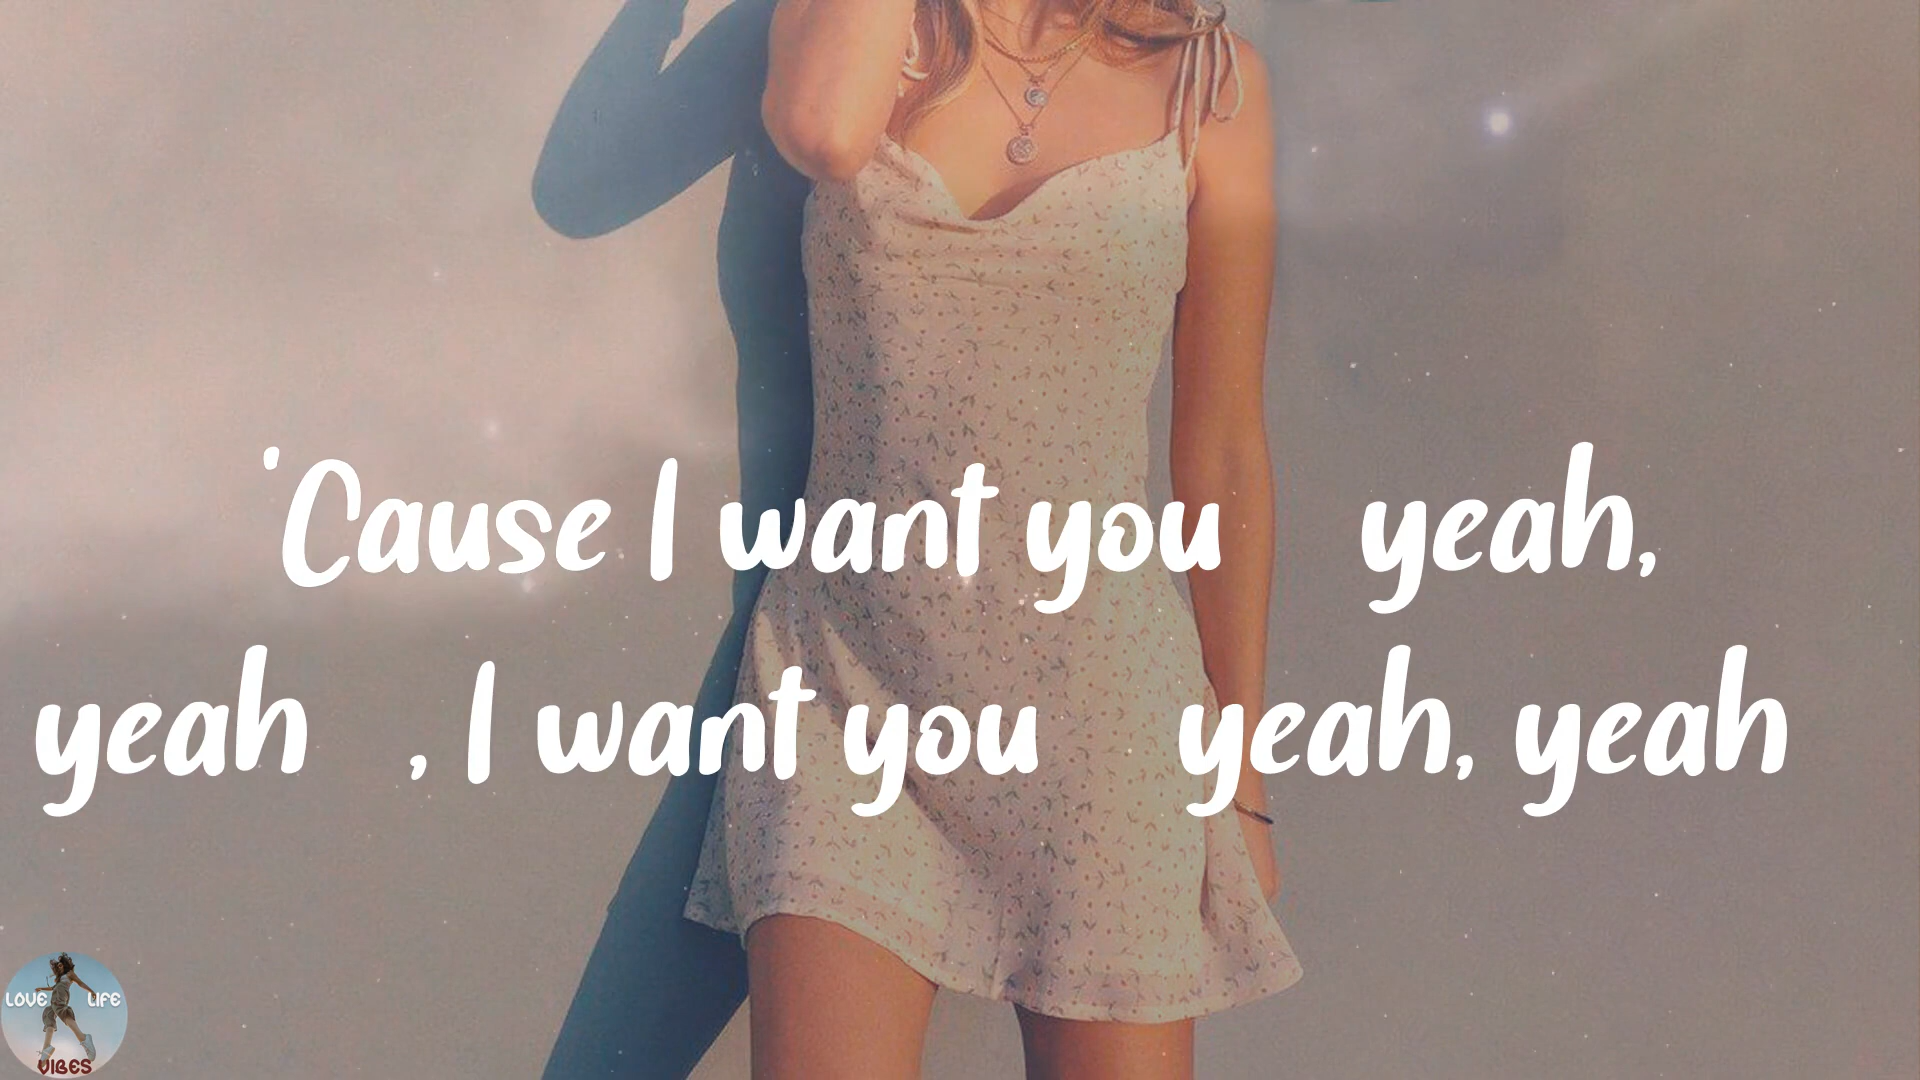 'Cause I want you yeah,
yeah , I want you yeah, yeah
LOVE LIFE
VIBES